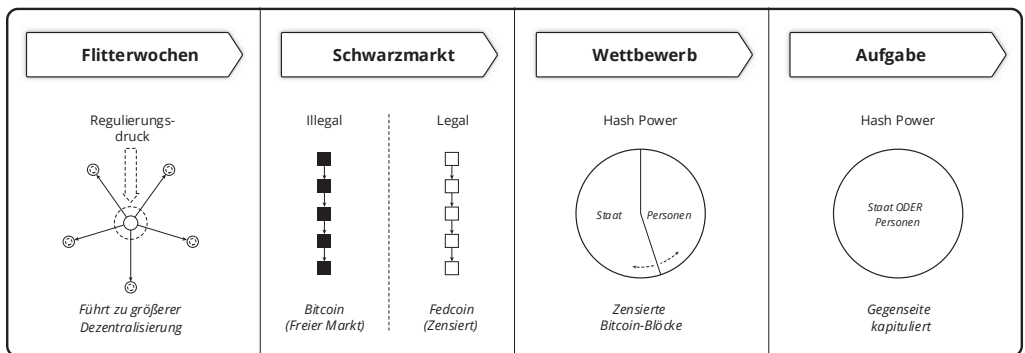 Flitterwochen
Regulierungs-
druck
Führt zu größerer
Dezentralisierung
Schwarzmarkt
Illegal
Legal
Bitcoin
(Freier Markt)
Fedcoin
(Zensiert)
Wettbewerb
Hash Power
Staat
Personen
Zensierte
Bitcoin-Blöcke
Aufgabe
Hash Power
Staat ODER
Personen
Gegenseite
kapituliert